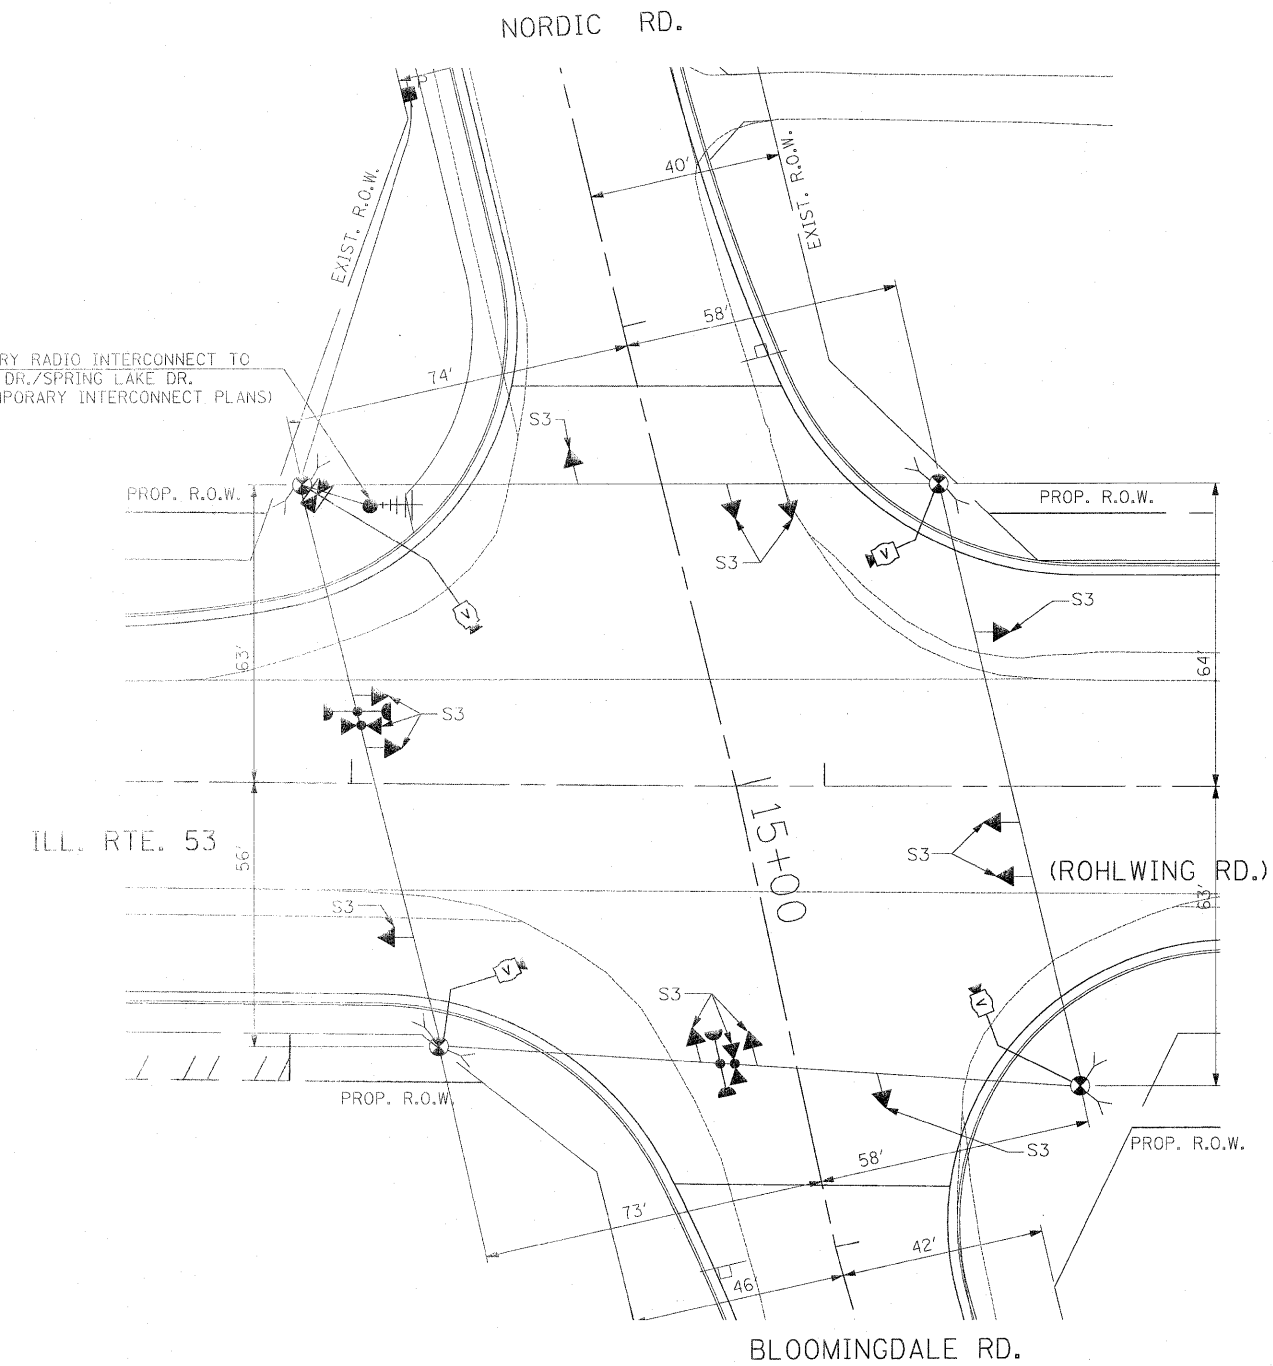 NORDIC RD.
40'
EXIST. R.O.W.
EXIST. R.O.W.
58'
RY RADIO INTERCONNECT TO
DR./SPRING LAKE DR.
MPORARY INTERCONNECT PLANS)
74'
S3
PROP. R.O.W.
PROP. R.O.W.
S3
V
V
S3
63'
64'
S3
ILL. RTE. 53
56'
15+00
S3
(ROHLWING RD.)
63'
S3
V
S3
V
PROP. R.O.W.
S3
PROP. R.O.W.
58'
73'
42'
46'
BLOOMINGDALE RD.